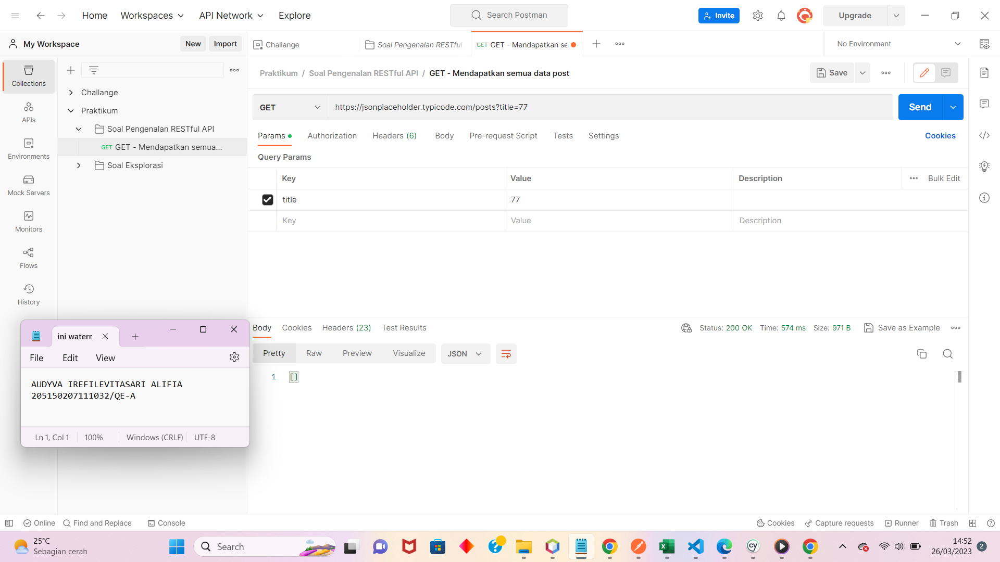 Home
Workspaces
API Network
Explore
Search Postman
Invite
Upgrade
My Workspace
New
Import
Challange
Soal Pengenalan RESTful
GET GET - Mendapatkan se
No Environment
Collections
APIs
Environments
Mock Servers
Monitors
Flows
History
Challange
Praktikum
Soal Pengenalan RESTful API
GET GET - Mendapatkan semua...
Soal Eksplorasi
Praktikum / Soal Pengenalan RESTful API / GET - Mendapatkan semua data post
Save
GET
https://jsonplaceholder.typicode.com/posts?title=77
Send
Params
Authorization
Headers (6)
Body
Pre-request Script
Tests
Settings
Cookies
Query Params
Key
Value
Description
Bulk Edit
title
77
Key
Value
Description
Body
Cookies
Headers (23)
Test Results
Status: 200 OK
Time: 574 ms
Size: 971 B
Save as Example
Pretty
Raw
Preview
Visualize
JSON
1
[]
ini watern
File
Edit
View
AUDYVA IREFILEVITASARI ALIFIA
205150207111032/QE-A
Ln 1, Col 1
100%
Windows (CRLF)
UTF-8
Online
Find and Replace
Console
Cookies
Capture requests
Runner
Trash
25°C
Sebagian cerah
Search
14:52
26/03/2023
2